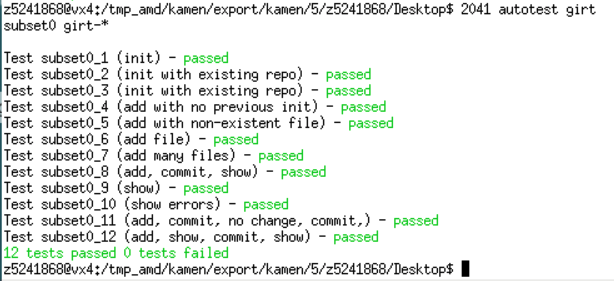 z5241868@vx4:/tmp_amd/kamen/export/kamen/5/z5241868/Desktop$ 2041 autotest girt
subset0 girt-*
Test subset0_1 (init) - passed
Test subset0_2 (init with existing repo) - passed
Test subset0_3 (init with existing repo) - passed
Test subset0_4 (add with no previous init) - passed
Test subset0_5 (add with non-existent file) - passed
Test subset0_6 (add file) - passed
Test subset0_7 (add many files) - passed
Test subset0_8 (add, commit, show) - passed
Test subset0_9 (show) - passed
Test subset0_10 (show errors) - passed
Test subset0_11 (add, commit, no change, commit,) - passed
Test subset0_12 (add, show, commit, show) - passed
12 tests passed 0 tests failed
z5241868@vx4:/tmp_amd/kamen/export/kamen/5/z5241868/Desktop$